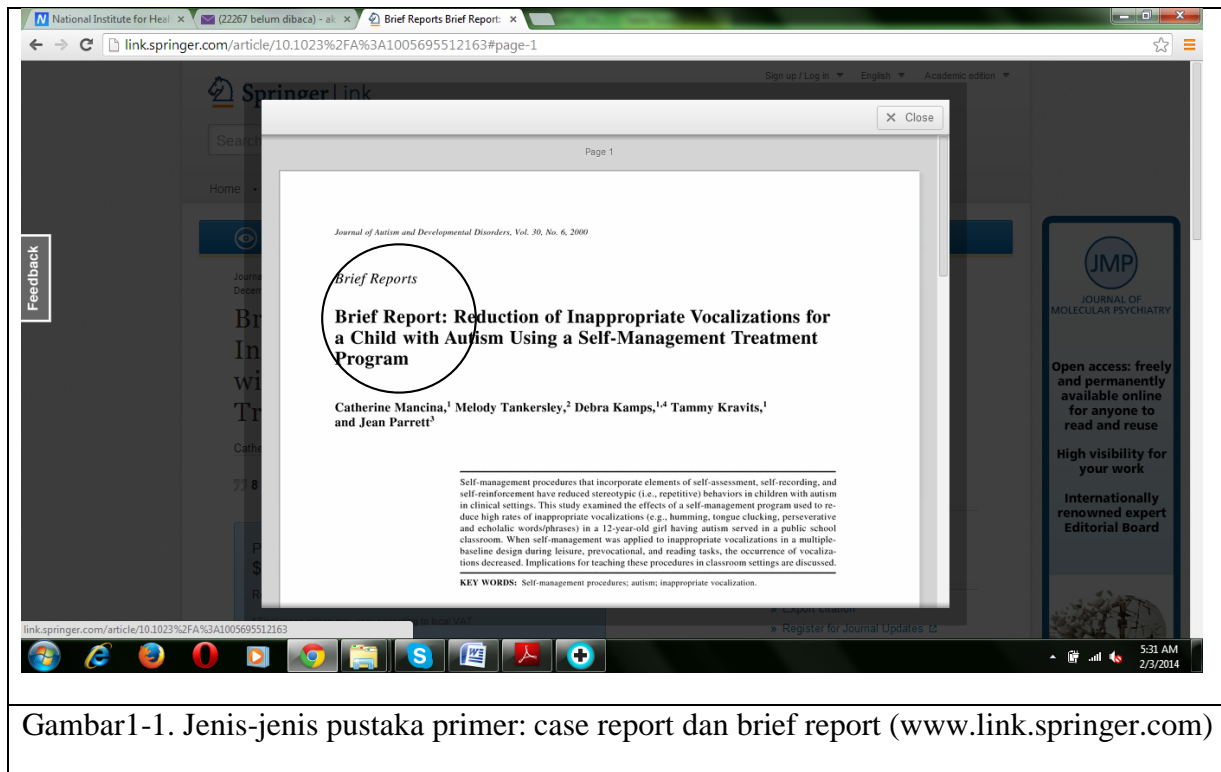 National Institute for Heal
(22267 belum dibaca) - ak
Brief Reports Brief Report:
link.springer.com/article/10.1023%2FA%3A1005695512163#page-1
Sign up / Log in English Academic edition
Springer Link
Close
Search
Page 1
Home
Journal of Autism and Developmental Disorders, Vol. 30, No. 6, 2000
Brief Reports
Brief Report: Reduction of Inappropriate Vocalizations for
a Child with Autism Using a Self-Management Treatment
Program
Catherine Mancina,1 Melody Tankersley,2 Debra Kamps,1,4 Tammy Kravits,1
and Jean Parrett3
Self-management procedures that incorporate elements of self-assessment, self-recording, and
self-reinforcement have reduced stereotypic (i.e., repetitive) behaviors in children with autism
in clinical settings. This study examined the effects of a self-management program used to re-
duce high rates of inappropriate vocalizations (e.g., humming, tongue clucking, perseverative
and echolalic words/phrases) in a 12-year-old girl having autism served in a public school
classroom. When self-management was applied to inappropriate vocalizations in a multiple-
baseline design during leisure, prevocational, and reading tasks, the occurrence of vocaliza-
tions decreased. Implications for teaching these procedures in classroom settings are discussed.
KEY WORDS: Self-management procedures; autism; inappropriate vocalization.
Feedback
JMP
JOURNAL OF
MOLECULAR PSYCHIATRY
Open access: freely
and permanently
available online
for anyone to
read and reuse
High visibility for
your work
Internationally
renowned expert
Editorial Board
» Export citation
» Register for Journal Updates
link.springer.com/article/10.1023%2FA%3A1005695512163
to local VAT
5:31 AM
2/3/2014
Gambar1-1. Jenis-jenis pustaka primer: case report dan brief report (www.link.springer.com)